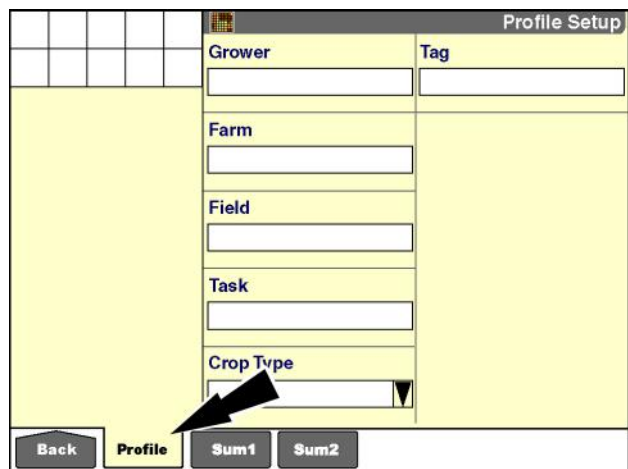 Profile Setup
Grower
Tag
Farm
Field
Task
Crop Type
Back
Profile
Sum1
Sum2